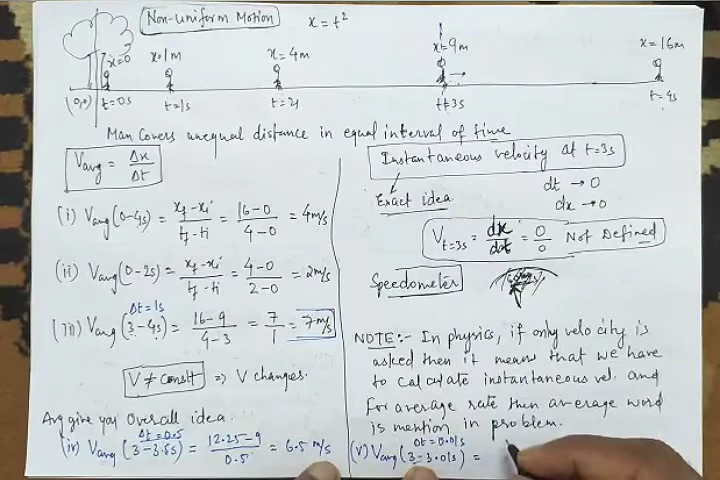 Non-Uniform Motion x = t²
x=0 x=1m x=4m x=9m x=16m
(0,0) t=0s t=1s t=2s t=3s t=4s
Man Covers unequal distance in equal interval of time
Vavg = Δx/Δt
(i) Vavg(0-4s) = (xf-xi)/(tf-ti) = (16-0)/(4-0) = 4m/s
(ii) Vavg(0-2s) = (xf-xi)/(tf-ti) = (4-0)/(2-0) = 2m/s
Δt=1s
(iii) Vavg(3-4s) = (16-9)/(4-3) = 7/1 = 7m/s
V ≠ constt ⇒ V changes.
Avg give you Overall idea.
Δt=0.5
(iv) Vavg(3-3.5s) = (12.25-9)/0.5 = 6.5 m/s
Instantaneous velocity at t=3s
Exact idea
dt → 0
dx → 0
Vt=3s = dx/dt = 0/0 Not Defined
Speedometer
NOTE:- In physics, if only velocity is
asked then it means that we have
to calculate instantaneous vel. and
for average rate then average word
is mention in problem.
Δt=0.01s
(v) Vavg(3-3.01s) =